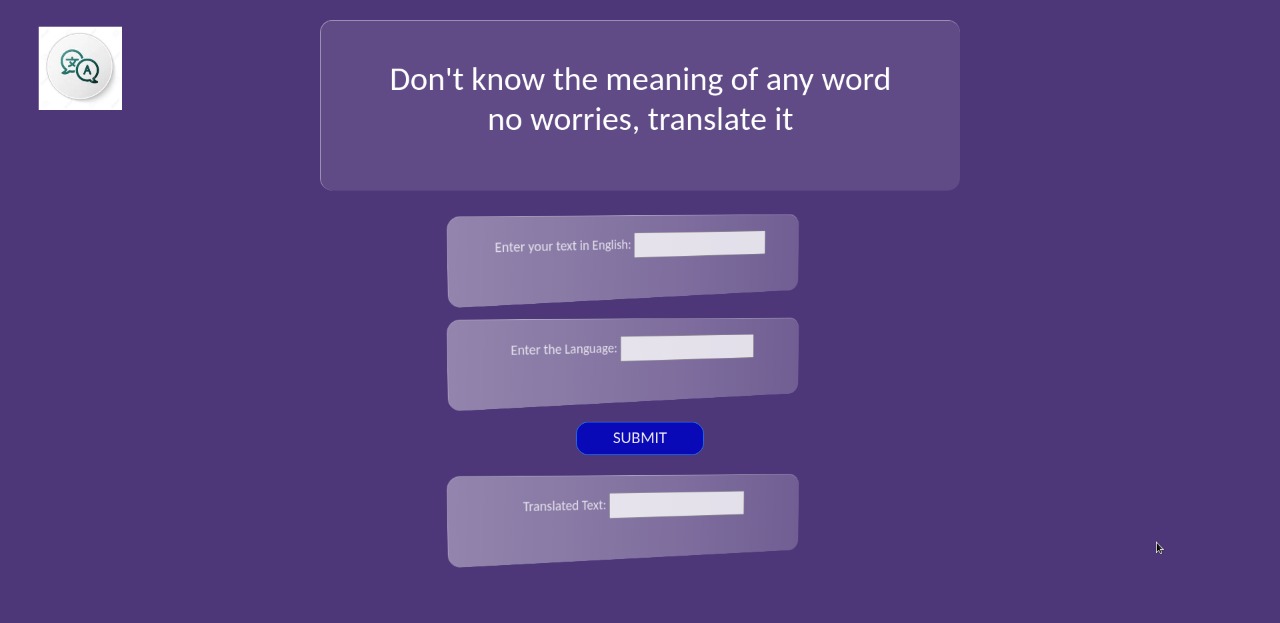 文
A
Don't know the meaning of any word
no worries, translate it
Enter your text in English:
Enter the Language:
SUBMIT
Translated Text: